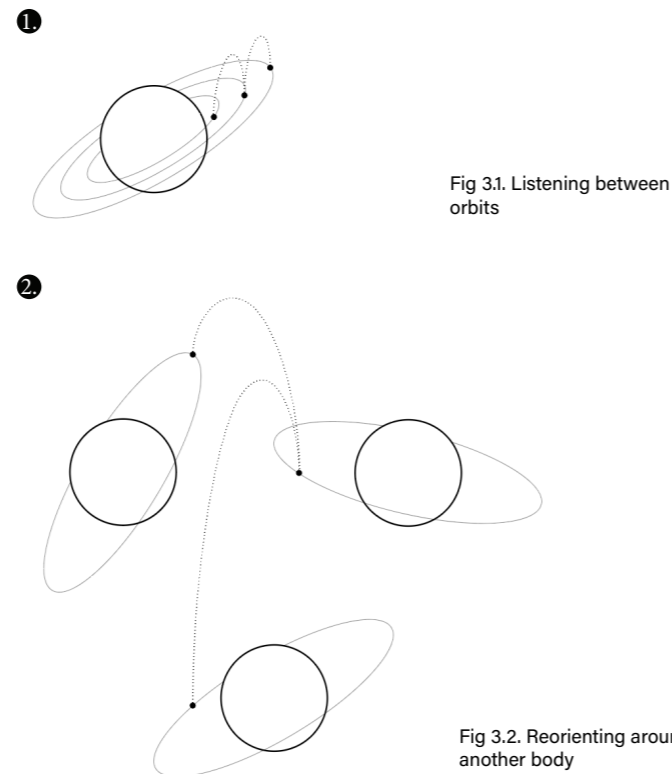 1.
Fig 3.1. Listening between
orbits
2.
Fig 3.2. Reorienting
another body